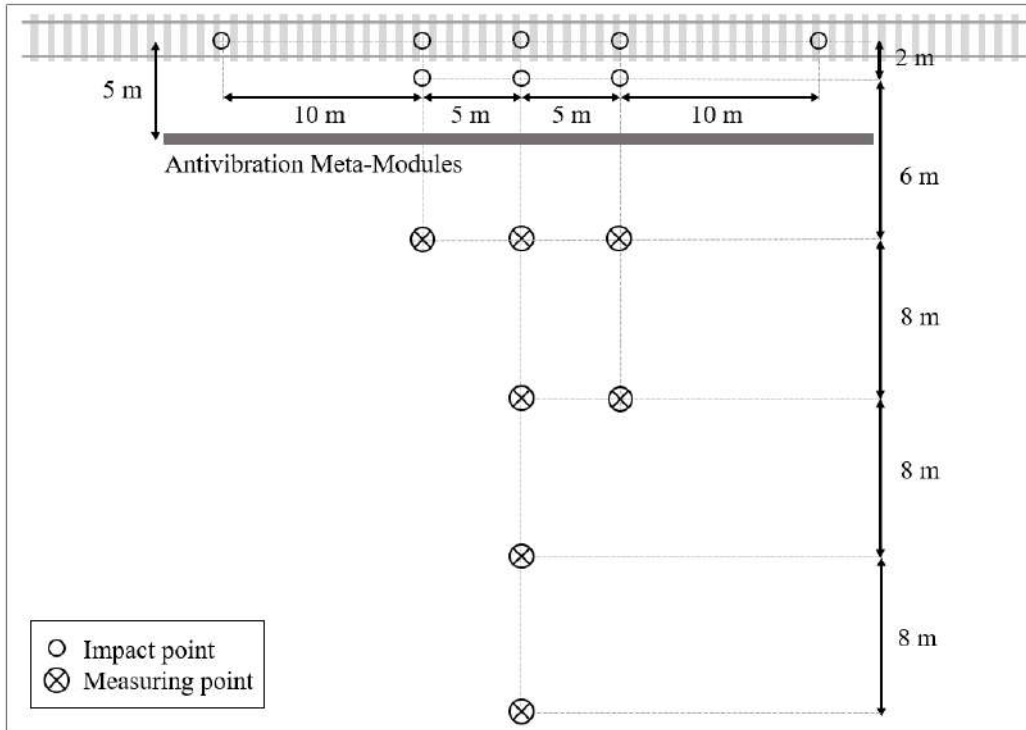 2 m
5 m
10 m
5 m
5 m
10 m
Antivibration Meta-Modules
6 m
8 m
8 m
8 m
Impact point
Measuring point